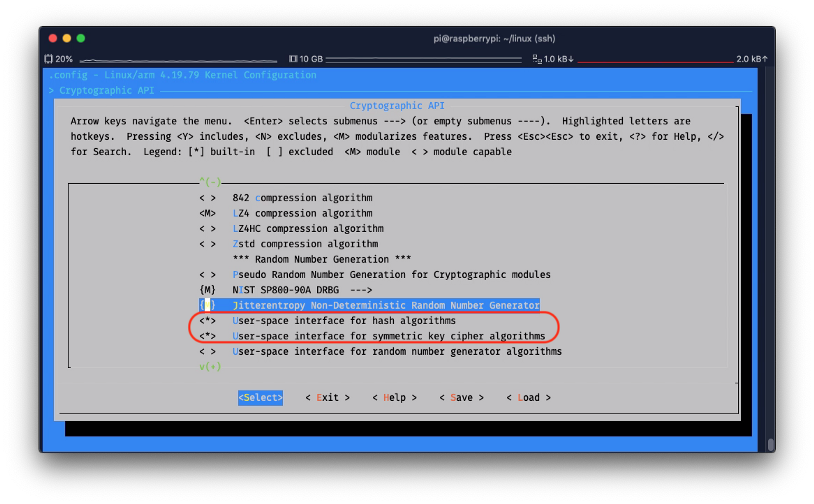 pi@raspberrypi: ~/linux (ssh)
20% 10 GB 1.0 kB↓ 2.0 kB↑
.config - Linux/arm 4.19.79 Kernel Configuration
> Cryptographic API
Cryptographic API
Arrow keys navigate the menu. <Enter> selects submenus ---> (or empty submenus ----). Highlighted letters are
hotkeys. Pressing <Y> includes, <N> excludes, <M> modularizes features. Press <Esc><Esc> to exit, <?> for Help, </>
for Search. Legend: [*] built-in [ ] excluded <M> module < > module capable
^(-)
< > 842 compression algorithm
<M> LZ4 compression algorithm
< > LZ4HC compression algorithm
< > Zstd compression algorithm
*** Random Number Generation ***
< > Pseudo Random Number Generation for Cryptographic modules
{M} NIST SP800-90A DRBG --->
{ } Jitterentropy Non-Deterministic Random Number Generator
<*> User-space interface for hash algorithms
<*> User-space interface for symmetric key cipher algorithms
< > User-space interface for random number generator algorithms
v(+)
<Select> < Exit > < Help > < Save > < Load >